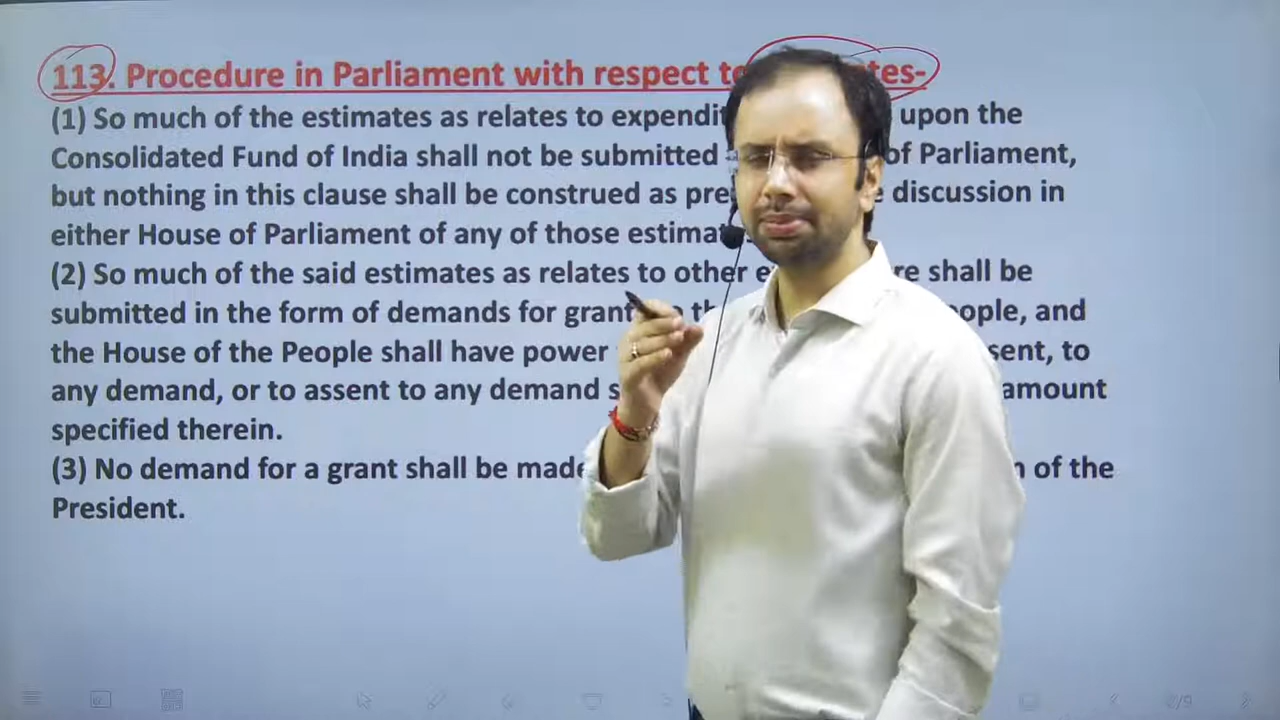 113. Procedure in Parliament with respect to tes-
(1) So much of the estimates as relates to expendit upon the
Consolidated Fund of India shall not be submitted of Parliament,
but nothing in this clause shall be construed as pre discussion in
either House of Parliament of any of those estimat
(2) So much of the said estimates as relates to other e re shall be
submitted in the form of demands for grant th ople, and
the House of the People shall have power sent, to
any demand, or to assent to any demand s amount
specified therein.
(3) No demand for a grant shall be made n of the
President.